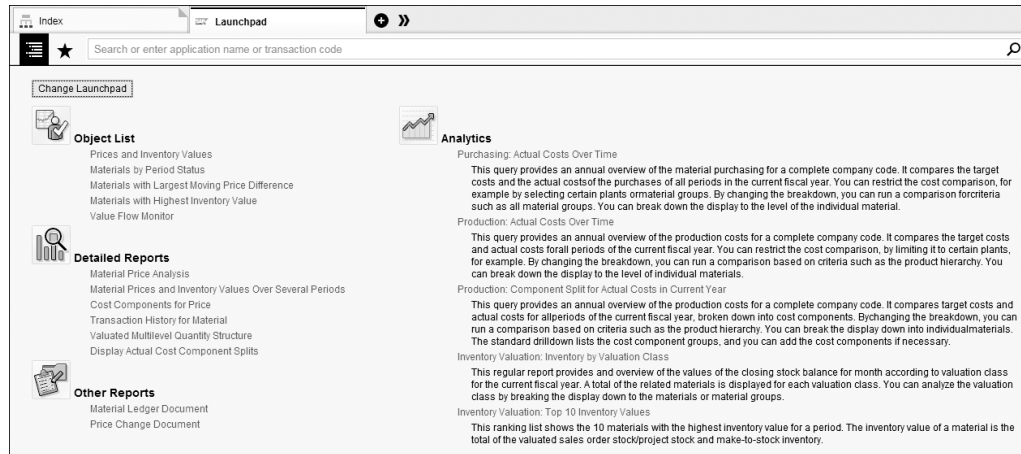 Index
Launchpad
Search or enter application name or transaction code
Change Launchpad
Object List
Prices and Inventory Values
Materials by Period Status
Materials with Largest Moving Price Difference
Materials with Highest Inventory Value
Value Flow Monitor
Detailed Reports
Material Price Analysis
Material Prices and Inventory Values Over Several Periods
Cost Components for Price
Transaction History for Material
Valuated Multilevel Quantity Structure
Display Actual Cost Component Splits
Other Reports
Material Ledger Document
Price Change Document
Analytics
Purchasing: Actual Costs Over Time
This query provides an annual overview of the material purchasing for a complete company code. It compares the target
costs and the actual costsof the purchases of all periods in the current fiscal year. You can restrict the cost comparison, for
example by selecting certain plants ormaterial groups. By changing the breakdown, you can run a comparison forcriteria
such as all material groups. You can break down the display to the level of the individual material.
Production: Actual Costs Over Time
This query provides an annual overview of the production costs for a complete company code. It compares the target costs
and actual costs forall periods of the current fiscal year. You can restrict the cost comparison, by limiting it to certain plants,
for example. By changing the breakdown, you can run a comparison based on criteria such as the product hierarchy. You
can break down the display to the level of individual materials.
Production: Component Split for Actual Costs in Current Year
This query provides an annual overview of the production costs for a complete company code. It compares target costs and
actual costs for allperiods of the current fiscal year, broken down into cost components. Bychanging the breakdown, you can
run a comparison based on criteria such as the product hierarchy. You can break the display down into individualmaterials.
The standard drilldown lists the cost component groups, and you can add the cost components if necessary.
Inventory Valuation: Inventory by Valuation Class
This regular report provides and overview of the values of the closing stock balance for month according to valuation class
for the current fiscal year. A total of the related materials is displayed for each valuation class. You can analyze the valuation
class by breaking the display down to the materials or material groups.
Inventory Valuation: Top 10 Inventory Values
This ranking list shows the 10 materials with the highest inventory value for a period. The inventory value of a material is the
total of the valuated sales order stock/project stock and make-to-stock inventory.